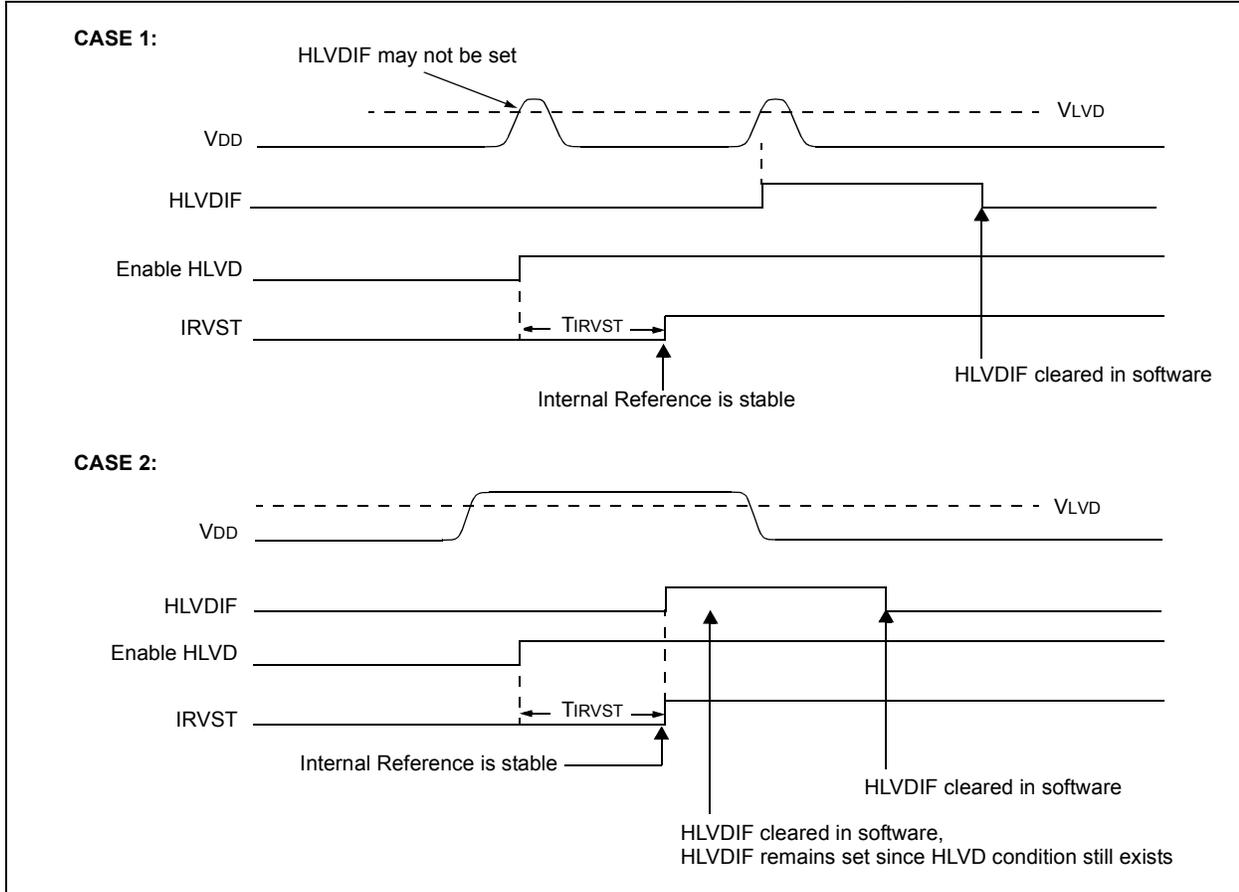 CASE 1:
HLVDIF may not be set
VLVD
VDD
HLVDIF
Enable HLVD
IRVST
TIRVST
HLVDIF cleared in software
Internal Reference is stable
CASE 2:
VLVD
VDD
HLVDIF
Enable HLVD
IRVST
TIRVST
Internal Reference is stable
HLVDIF cleared in software
HLVDIF cleared in software,
HLVDIF remains set since HLVD condition still exists